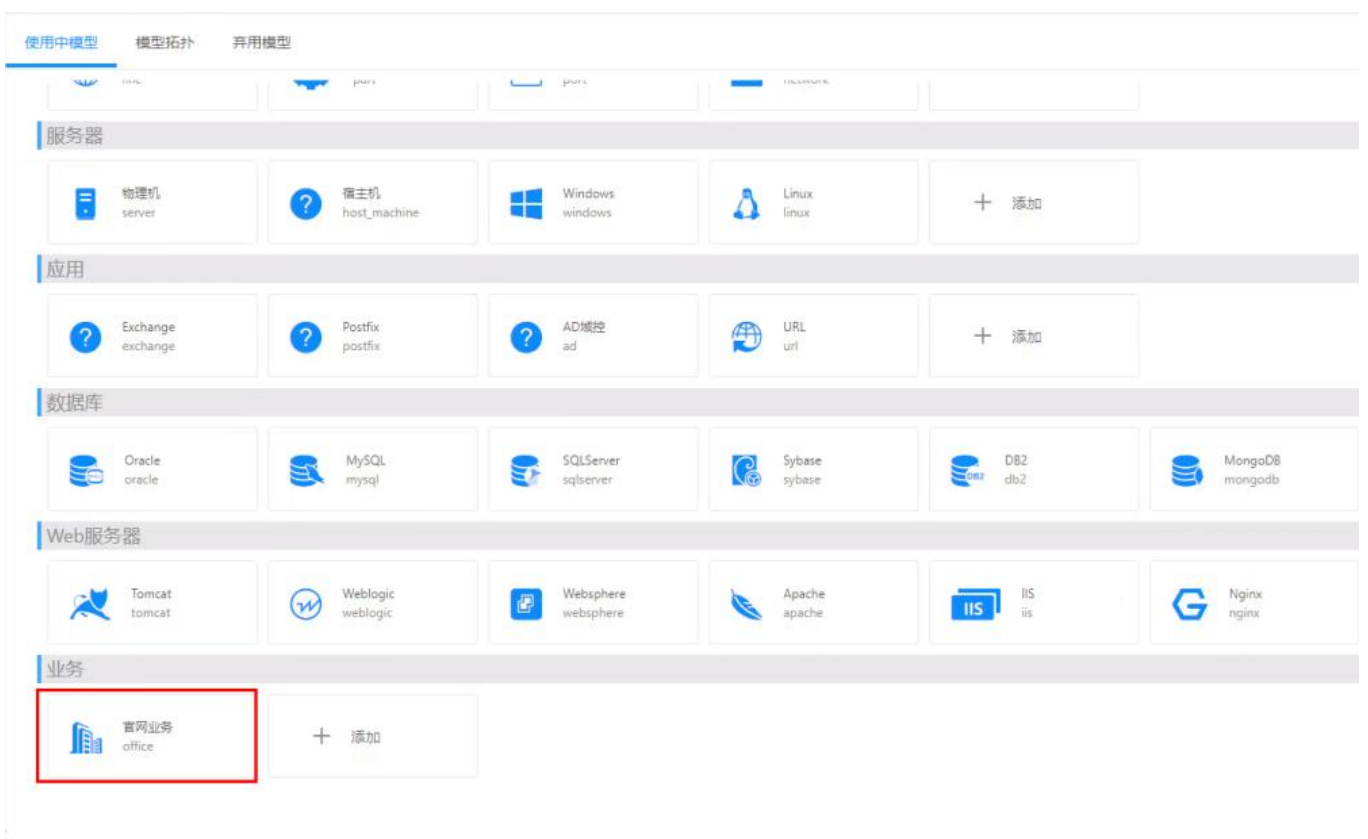 使用中模型 模型拓扑 弃用模型
服务器
物理机 宿主机 Windows Linux
server host_machine windows linux
+ 添加
应用
Exchange Postfix AD域控 URL
exchange postfix ad url
+ 添加
数据库
Oracle MySQL SQLServer Sybase DB2 MongoDB
oracle mysql sqlserver sybase db2 mongodb
DB2
Web服务器
Tomcat Weblogic Websphere Apache IIS Nginx
tomcat weblogic websphere apache iis nginx
IIS
业务
官网业务
office
+ 添加